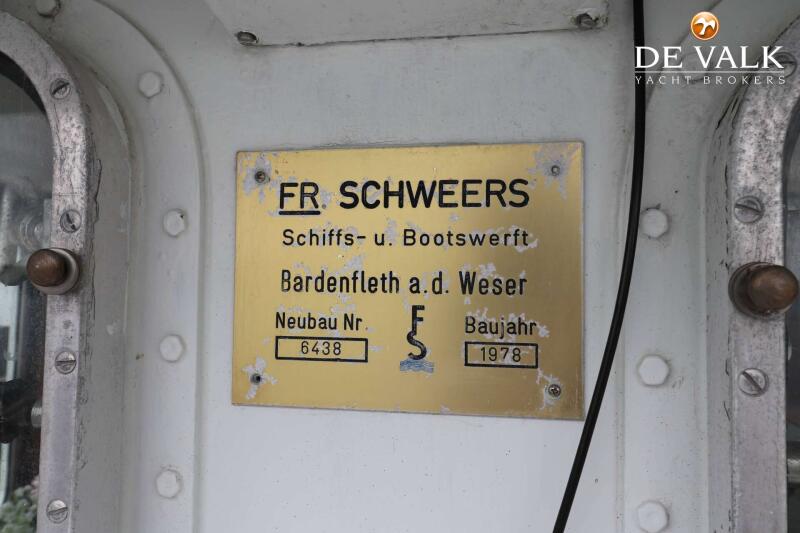 DE VALK
YACHT BROKERS
FR. SCHWEERS
Schiffs- u. Bootswerft
Bardenfleth a.d. Weser
Neubau Nr. F Baujahr
6438 S 1978